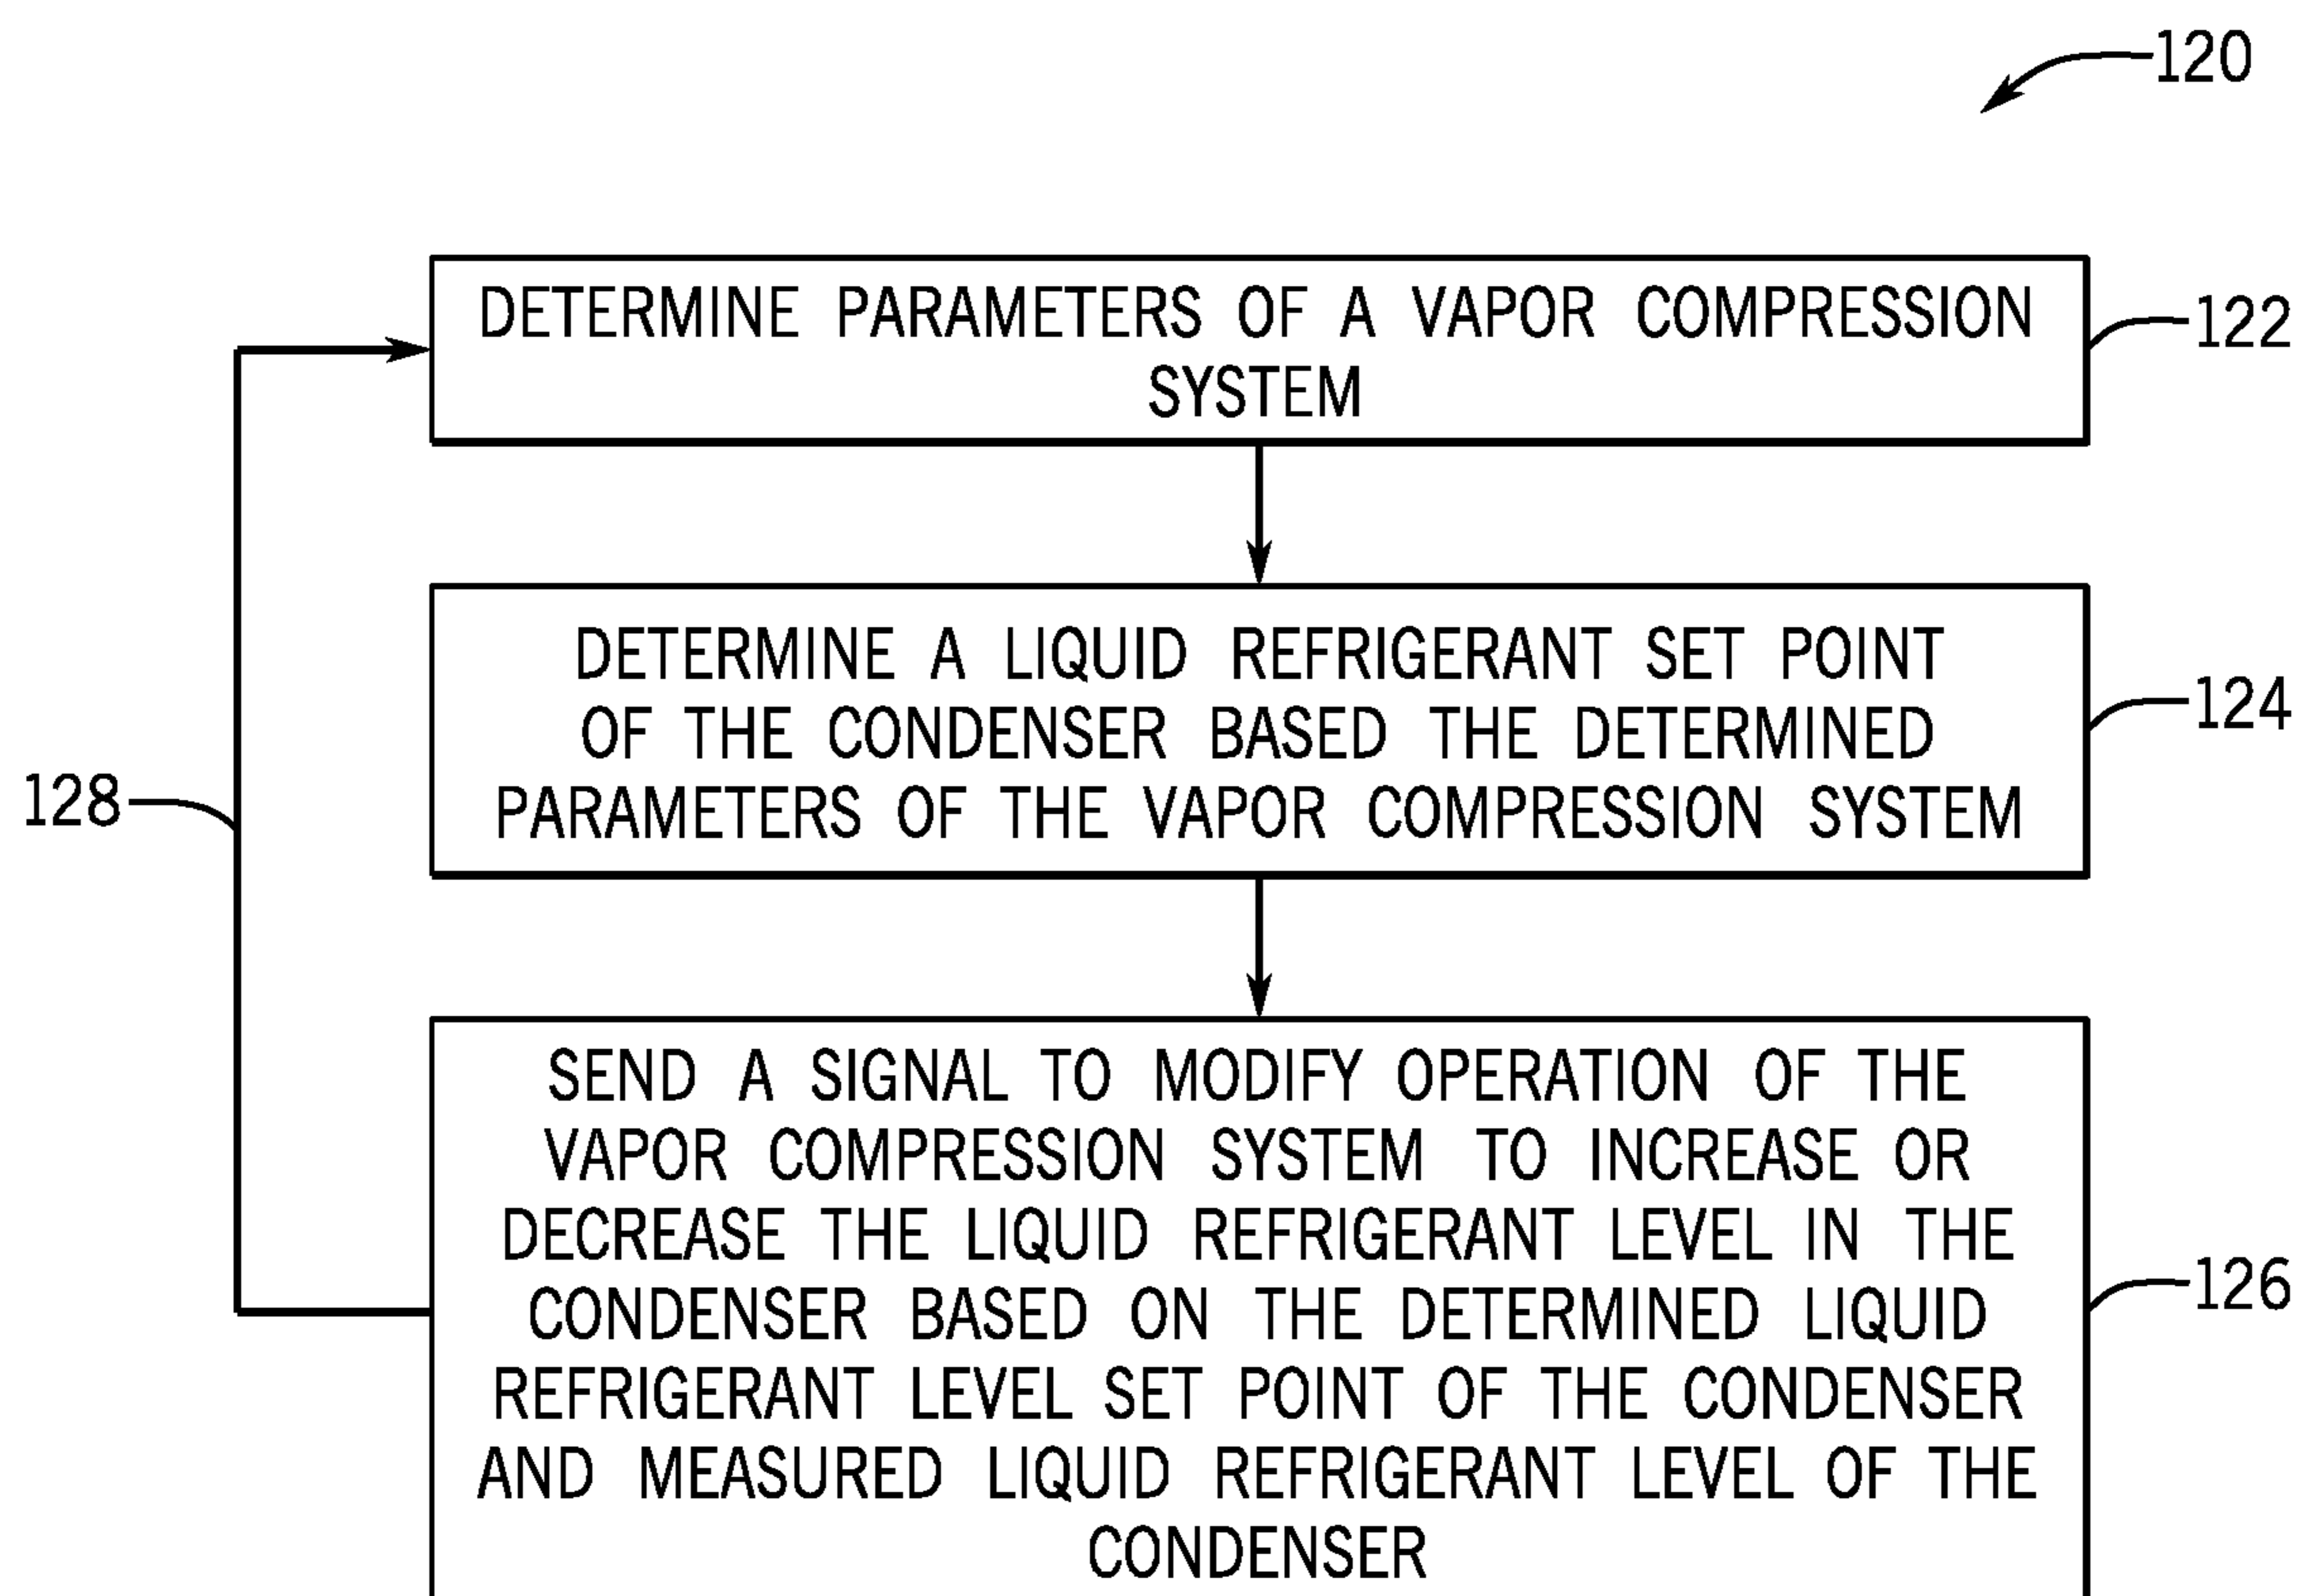 120
DETERMINE PARAMETERS OF A VAPOR COMPRESSION
SYSTEM
122
DETERMINE A LIQUID REFRIGERANT SET POINT
OF THE CONDENSER BASED THE DETERMINED
PARAMETERS OF THE VAPOR COMPRESSION SYSTEM
124
128
SEND A SIGNAL TO MODIFY OPERATION OF THE
VAPOR COMPRESSION SYSTEM TO INCREASE OR
DECREASE THE LIQUID REFRIGERANT LEVEL IN THE
CONDENSER BASED ON THE DETERMINED LIQUID
REFRIGERANT LEVEL SET POINT OF THE CONDENSER
AND MEASURED LIQUID REFRIGERANT LEVEL OF THE
CONDENSER
126